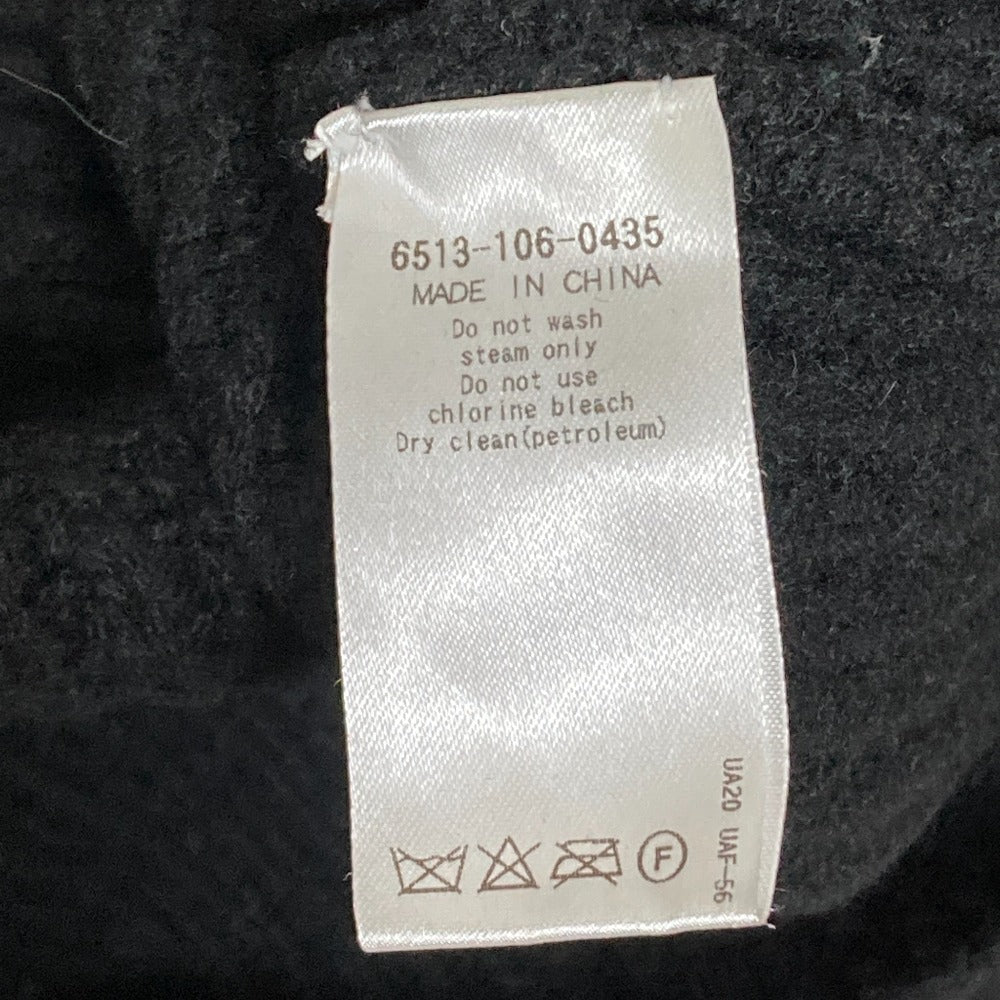 6513-106-0435
MADE IN CHINA
Do not wash
steam only
Do not use
chlorine bleach
Dry clean(petroleum)
F
UA20 UAF-56